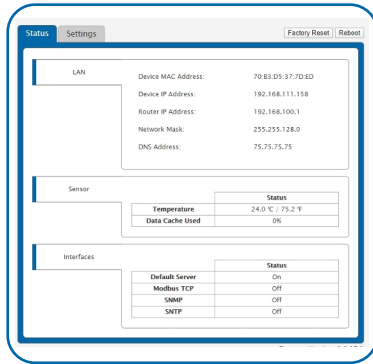 Status Settings Factory Reset Reboot
LAN
Device MAC Address: 70:B3:D5:37:7D:ED
Device IP Address: 192.168.111.158
Router IP Address: 192.168.100.1
Network Mask: 255.255.128.0
DNS Address: 75.75.75.75
Sensor
Status
Temperature 24.0 °C / 75.2 °F
Data Cache Used 0%
Interfaces
Status
Default Server On
Modbus TCP Off
SNMP Off
SNTP Off